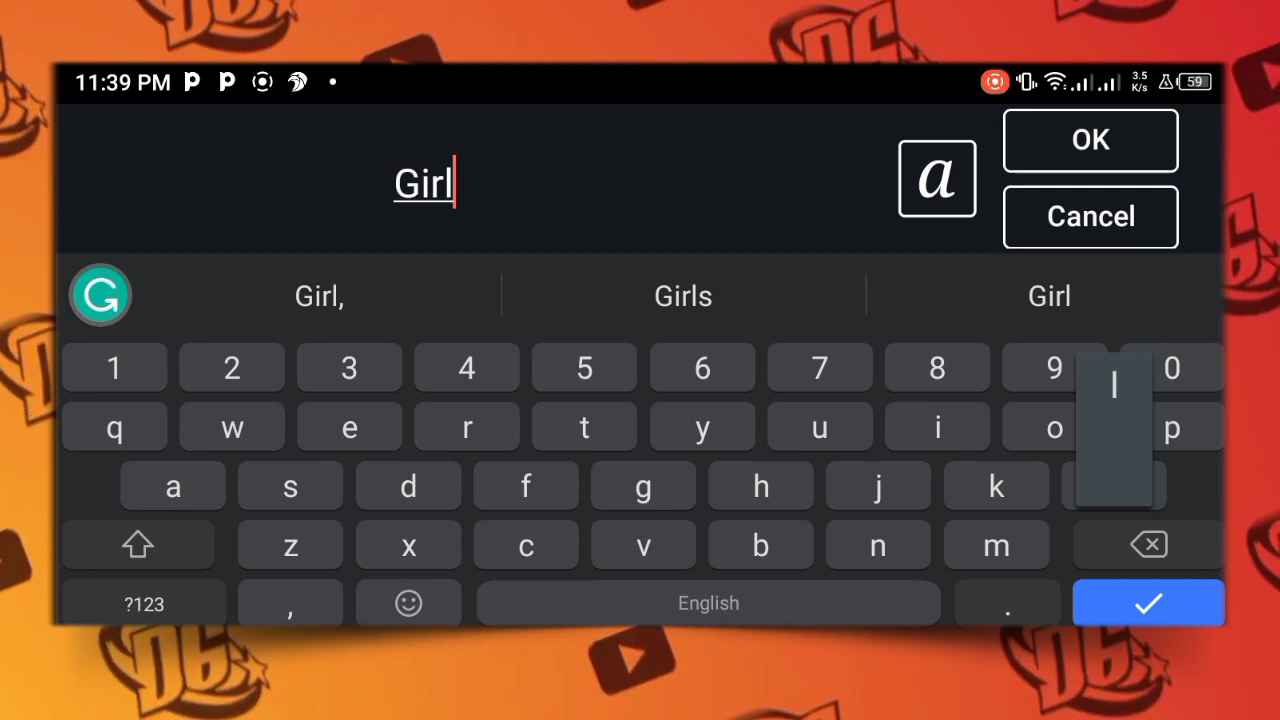 11:39 PM
3.5
K/s
59
Girl
a
OK
Cancel
Girl,
Girls
Girl
1 2 3 4 5 6 7 8 9 0
q w e r t y u i o p
a s d f g h j k l
z x c v b n m
?123 , English .